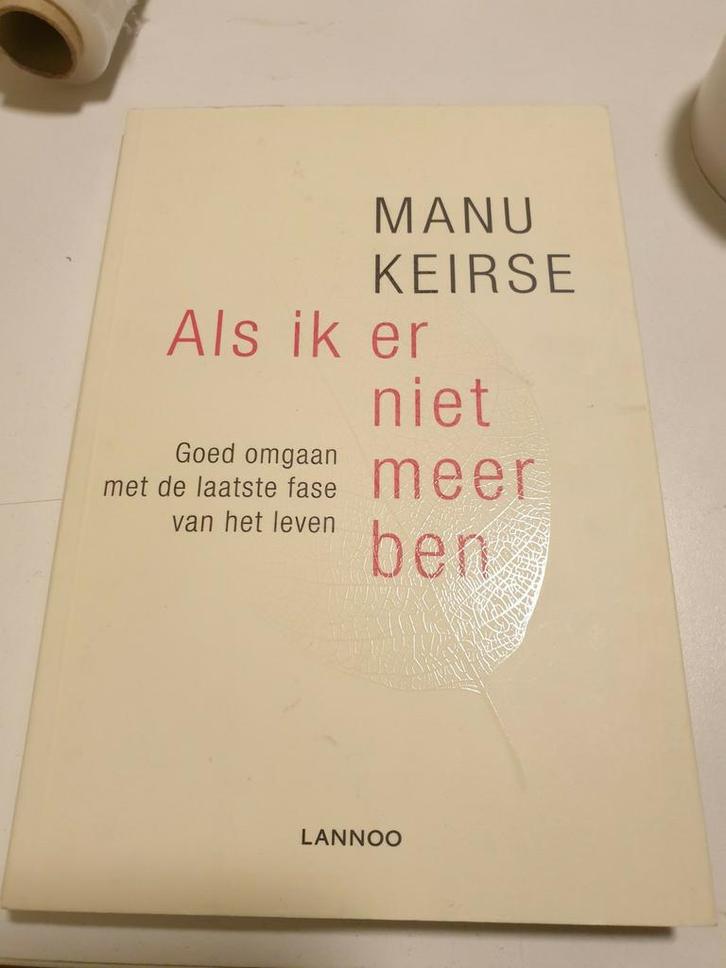 MANU
KEIRSE
Als ik er
niet
meer
ben
Goed omgaan
met de laatste fase
van het leven
LANNOO